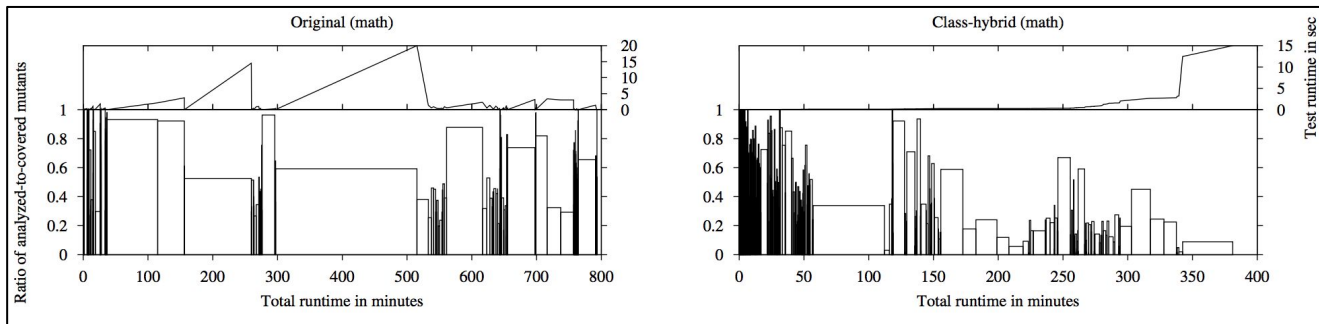 Original (math)
20
15
10
5
0
1
0.8
0.6
0.4
0.2
0
0 100 200 300 400 500 600 700 800
Total runtime in minutes
Ratio of analyzed-to-covered mutants
Class-hybrid (math)
15
10
5
0
1
0.8
0.6
0.4
0.2
0
0 50 100 150 200 250 300 350 400
Total runtime in minutes
Test runtime in sec